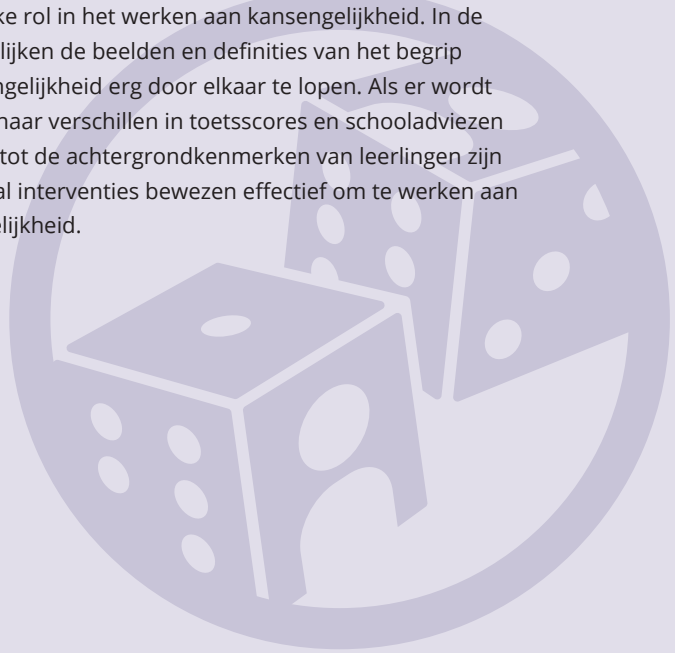 ke rol in het werken aan kansengelijkheid. In de
lijken de beelden en definities van het begrip
ngelijkheid erg door elkaar te lopen. Als er wordt
naar verschillen in toetsscores en schooladviezen
tot de achtergrondkenmerken van leerlingen zijn
al interventies bewezen effectief om te werken aan
elijkheid.